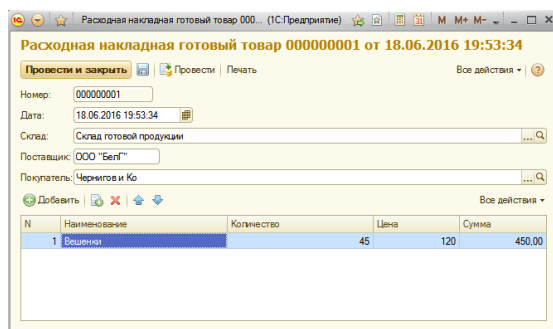 Расходная накладная готовый товар 000... (1С:Предприятие) M M+ M-
Расходная накладная готовый товар 000000001 от 18.06.2016 19:53:34
Провести и закрыть Провести Печать Все действия
Номер: 000000001
Дата: 18.06.2016 19:53:34
Склад: Склад готовой продукции
Поставщик: ООО "БелГ"
Покупатель: Чернигов и Ко
Добавить Все действия
N Наименование Количество Цена Сумма
1 Вешенки 45 120 450,00